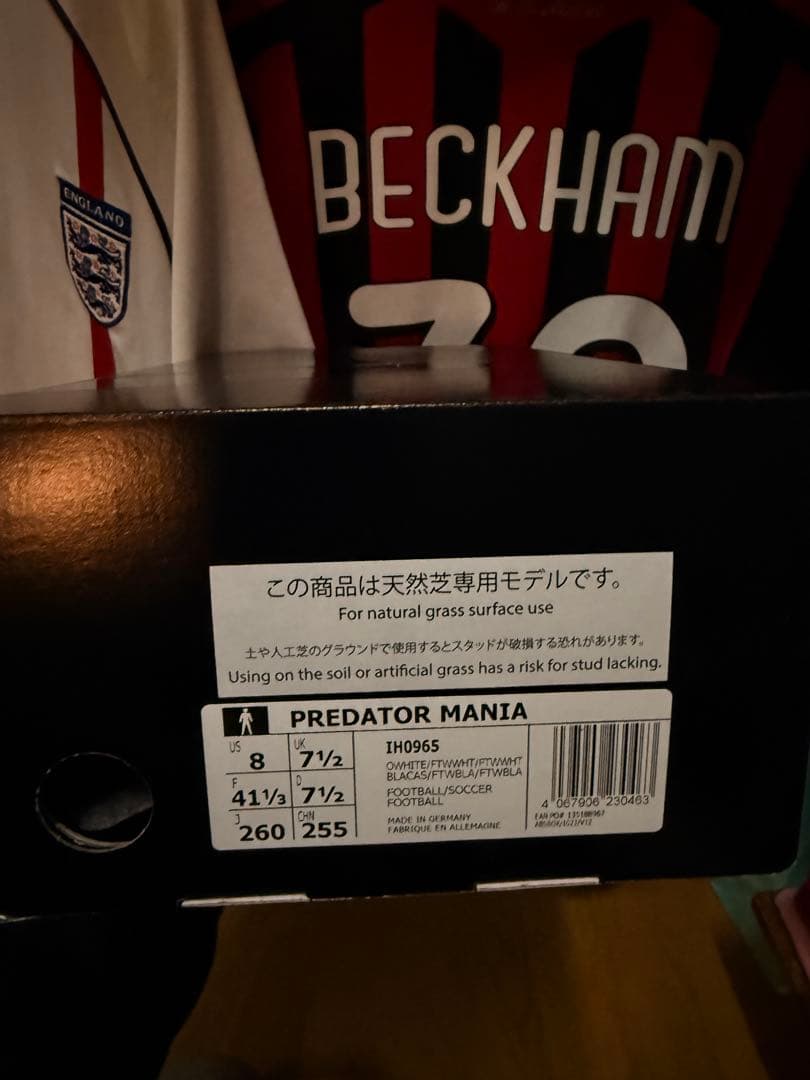 ENGLAND
BECKHAM
この商品は天然芝専用モデルです。
For natural grass surface use
土や人工芝のグラウンドで使用するとスタッドが破損する恐れがあります。
Using on the soil or artificial grass has a risk for stud lacking.
PREDATOR MANIA
US 8
UK 7½
F 41⅓
D 7½
J 260
CHN 255
IH0965
OWHITE/FTWWHT/FTWWHT
BLACAS/FTWBLA/FTWBLA
FOOTBALL/SOCCER
FOOTBALL
MADE IN GERMANY
FABRIQUE EN ALLEMAGNE
4 067906 230463
EAN PO#